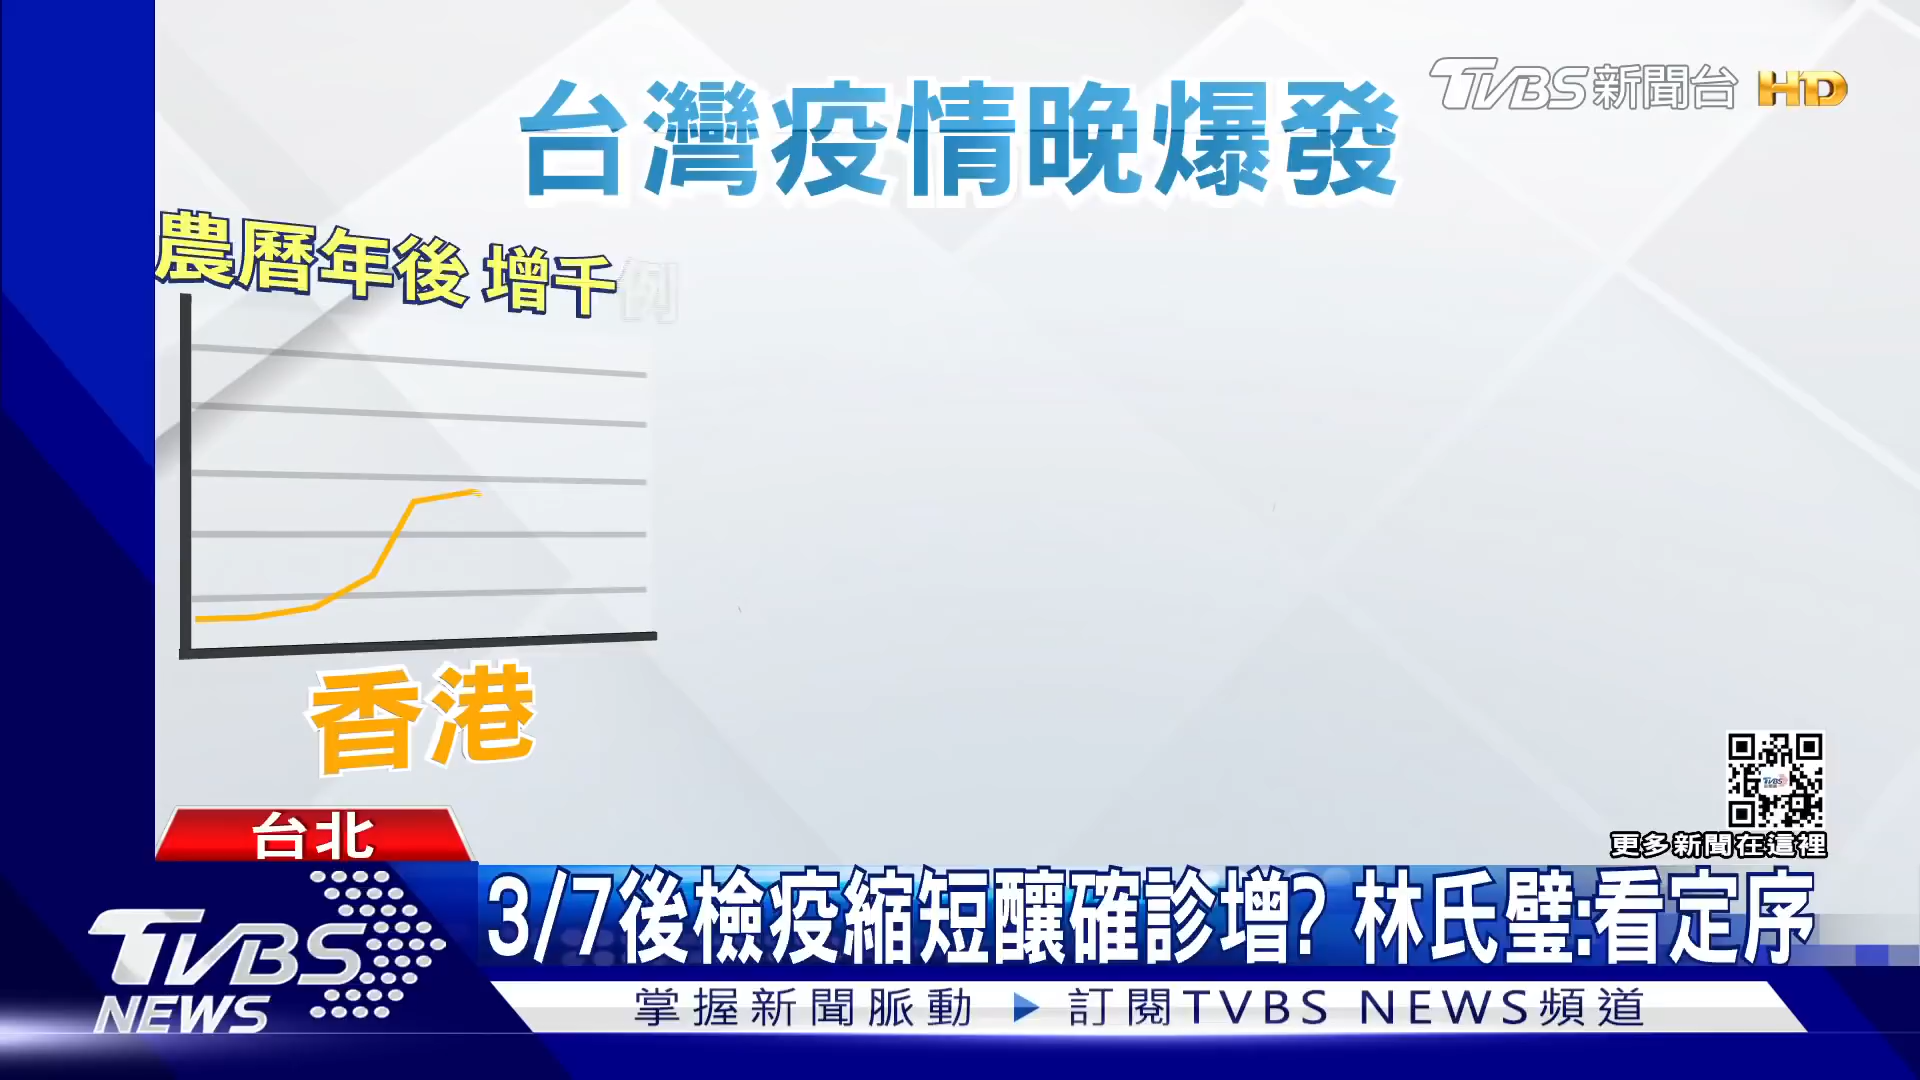 台灣疫情晚爆發
TVBS新聞台 HD
農曆年後 增千例
香港
台北
更多新聞在這裡
3/7後檢疫縮短釀確診增? 林氏璧:看定序
TVBS NEWS
掌握新聞脈動 ▶ 訂閱TVBS NEWS頻道